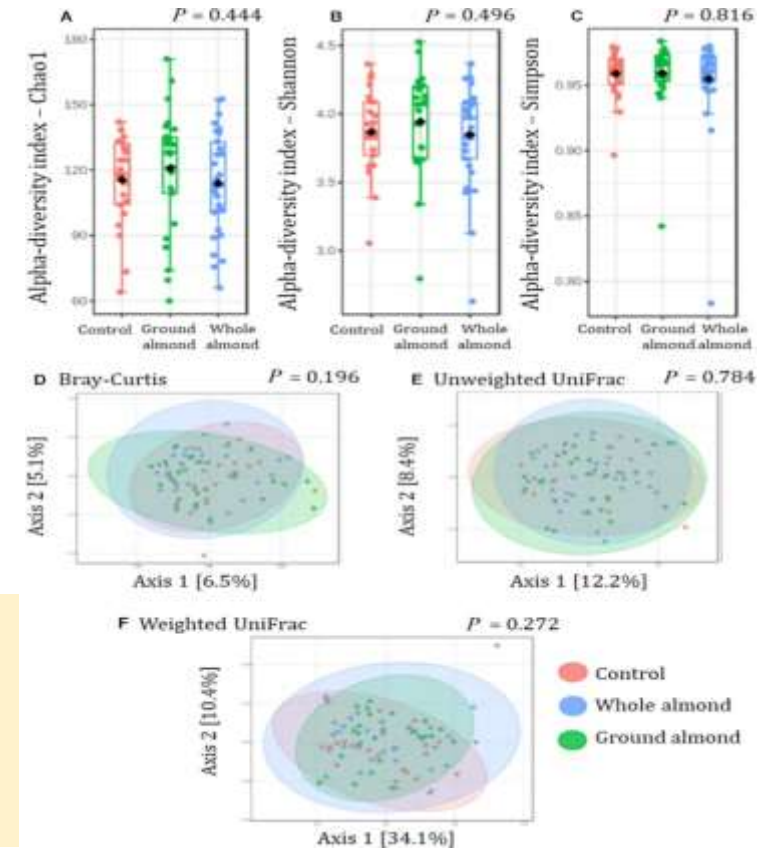 A P = 0.444
Alpha-diversity index – Chao1
180
150
120
90
60
Control Ground almond Whole almond
B P = 0.496
Alpha-diversity index – Shannon
4.5
4.0
3.5
3.0
Control Ground almond Whole almond
C P = 0.816
Alpha-diversity index – Simpson
0.95
0.90
0.85
0.80
Control Ground almond Whole almond
D Bray-Curtis P = 0.196
Axis 2 [5.1%]
Axis 1 [6.5%]
E Unweighted UniFrac P = 0.784
Axis 2 [8.4%]
Axis 1 [12.2%]
F Weighted UniFrac P = 0.272
Axis 2 [10.4%]
Axis 1 [34.1%]
Control
Whole almond
Ground almond